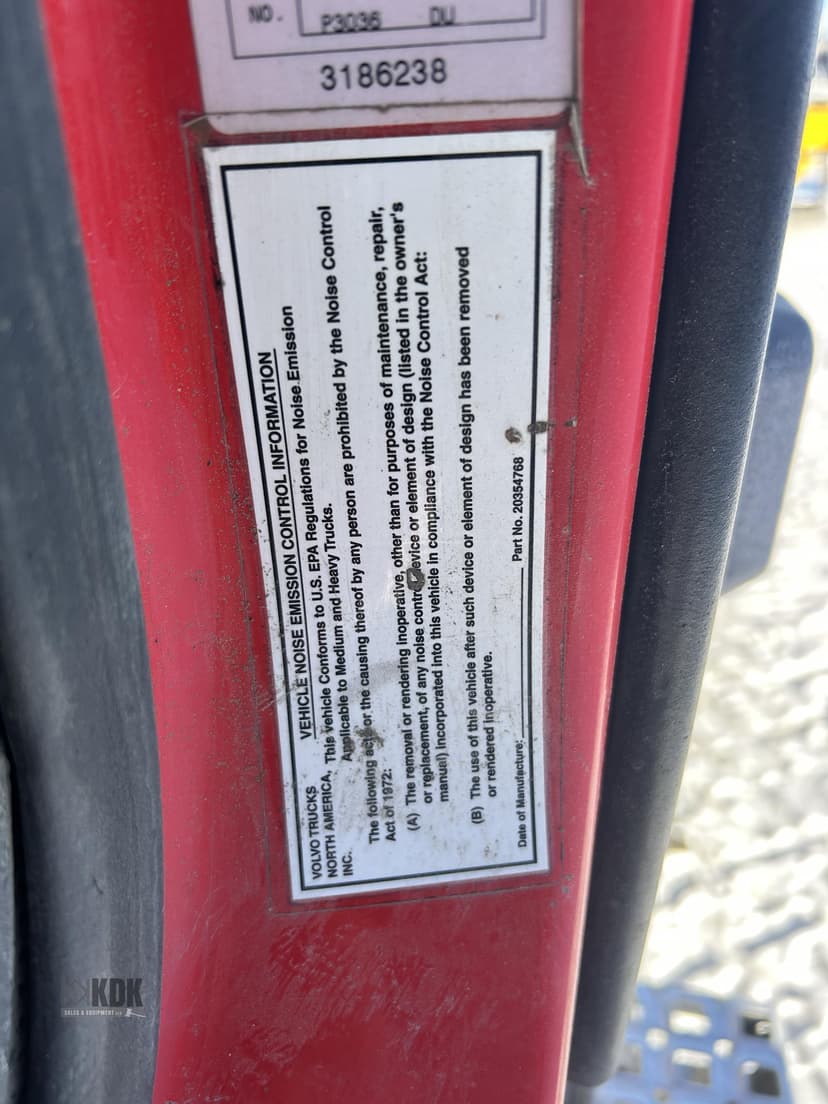 NO. P3036 DU
3186238
VEHICLE NOISE EMISSION CONTROL INFORMATION
VOLVO TRUCKS
NORTH AMERICA,
INC.
This Vehicle Conforms to U.S. EPA Regulations for Noise Emission
Applicable to Medium and Heavy Trucks.
The following acts or the causing thereof by any person are prohibited by the Noise Control
Act of 1972:
(A) The removal or rendering inoperative, other than for purposes of maintenance, repair,
or replacement, of any noise control device or element of design (listed in the owner's
manual) incorporated into this vehicle in compliance with the Noise Control Act:
(B) The use of this vehicle after such device or element of design has been removed
or rendered inoperative.
Date of Manufacture: Part No. 20354768
KDK
SALES & EQUIPMENT LLC